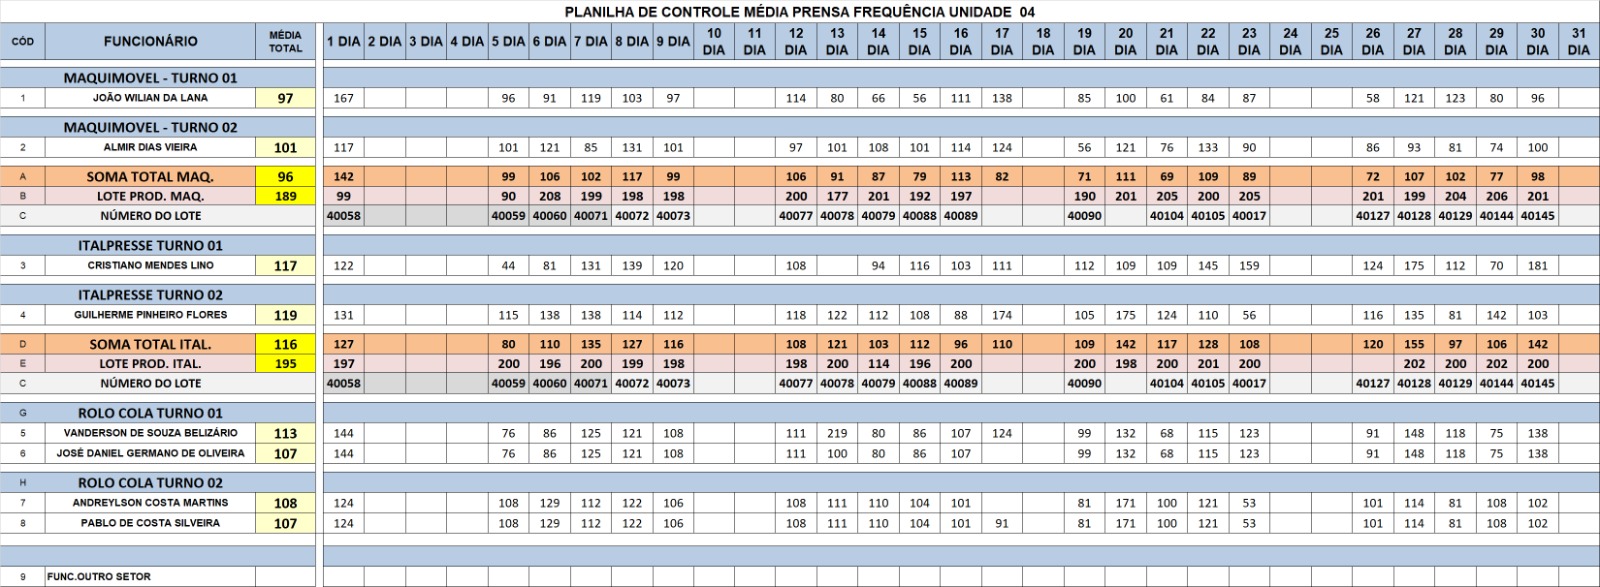 PLANILHA DE CONTROLE MÉDIA PRENSA FREQUÊNCIA UNIDADE 04
CÓD FUNCIONÁRIO MÉDIA TOTAL 1 DIA 2 DIA 3 DIA 4 DIA 5 DIA 6 DIA 7 DIA 8 DIA 9 DIA 10 DIA 11 DIA 12 DIA 13 DIA 14 DIA 15 DIA 16 DIA 17 DIA 18 DIA 19 DIA 20 DIA 21 DIA 22 DIA 23 DIA 24 DIA 25 DIA 26 DIA 27 DIA 28 DIA 29 DIA 30 DIA 31 DIA
MAQUIMOVEL - TURNO 01
1 JOÃO WILIAN DA LANA 97 167 96 91 119 103 97 114 80 66 56 111 138 85 100 61 84 87 58 121 123 80 96
MAQUIMOVEL - TURNO 02
2 ALMIR DIAS VIEIRA 101 117 101 121 85 131 101 97 101 108 101 114 124 56 121 76 133 90 86 93 81 74 100
A SOMA TOTAL MAQ. 96 142 99 106 102 117 99 106 91 87 79 113 82 71 111 69 109 89 72 107 102 77 98
B LOTE PROD. MAQ. 189 99 90 208 199 198 198 200 177 192 192 197 190 201 205 200 205 201 199 204 206 201
C NÚMERO DO LOTE 40058 40059 40060 40071 40072 40073 40077 40078 40079 40088 40089 40090 40104 40105 40017 40127 40128 40129 40144 40145
ITALPRESSE TURNO 01
3 CRISTIANO MENDES LINO 117 122 44 81 131 139 120 108 94 116 103 111 112 109 109 145 159 124 175 112 70 181
ITALPRESSE TURNO 02
4 GUILHERME PINHEIRO FLORES 119 131 115 138 138 114 112 118 122 112 108 88 174 105 175 124 110 56 116 135 81 142 103
D SOMA TOTAL ITAL. 116 127 80 110 135 127 116 108 121 103 112 96 110 109 142 117 128 108 120 155 97 106 142
E LOTE PROD. ITAL. 195 197 200 196 200 199 198 198 200 114 196 200 200 198 200 201 200 202 200 202 200
C NÚMERO DO LOTE 40058 40059 40060 40071 40072 40073 40077 40078 40079 40088 40089 40090 40104 40105 40017 40127 40128 40129 40144 40145
G ROLO COLA TURNO 01
5 VANDERSON DE SOUZA BELIZÁRIO 113 144 76 86 125 121 108 111 219 80 86 107 124 99 132 68 115 123 91 148 118 75 138
6 JOSÉ DANIEL GERMANO DE OLIVEIRA 107 144 76 86 125 121 108 111 100 80 86 107 99 132 68 115 123 91 148 118 75 138
H ROLO COLA TURNO 02
7 ANDREYLSON COSTA MARTINS 108 124 108 129 112 122 106 108 111 110 104 101 81 171 100 121 53 101 114 81 108 102
8 PABLO DE COSTA SILVEIRA 107 124 108 129 112 122 106 108 111 110 104 101 91 81 171 100 121 53 101 114 81 108 102
9 FUNC.OUTRO SETOR